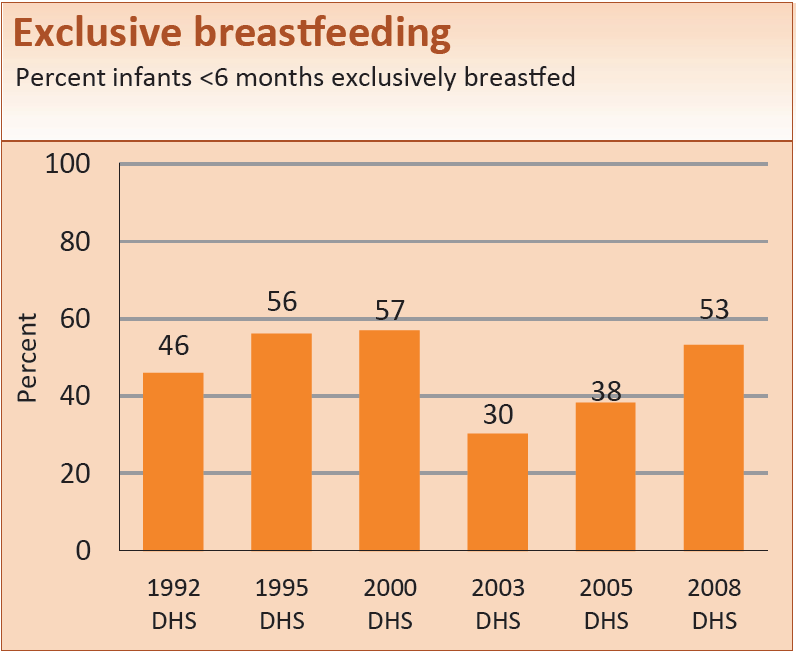 Exclusive breastfeeding
Percent infants <6 months exclusively breastfed
100
80
60
40
20
0
Percent
46
56
57
30
38
53
1992
DHS
1995
DHS
2000
DHS
2003
DHS
2005
DHS
2008
DHS